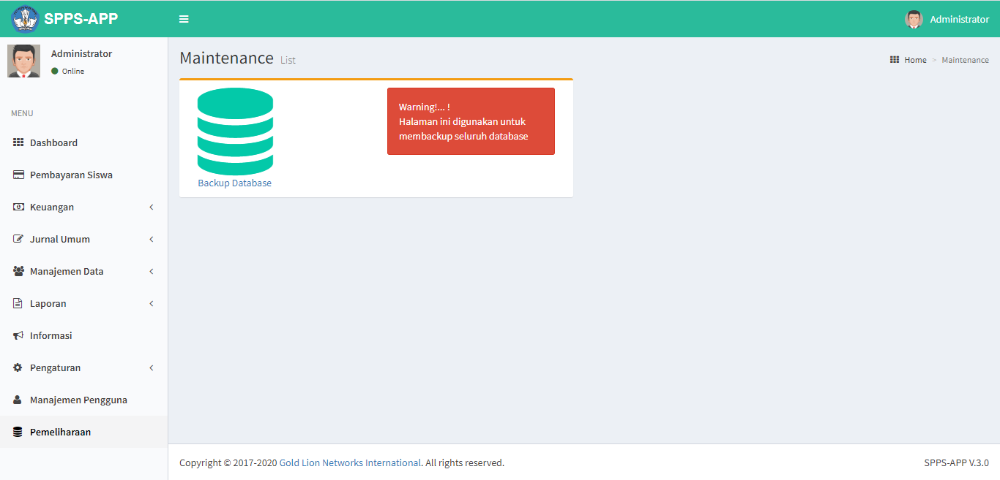 SPPS-APP
Administrator
Administrator
Online
MENU
Dashboard
Pembayaran Siswa
Keuangan
Jurnal Umum
Manajemen Data
Laporan
Informasi
Pengaturan
Manajemen Pengguna
Pemeliharaan
Maintenance List
Home > Maintenance
Backup Database
Warning!... !
Halaman ini digunakan untuk
membackup seluruh database
Copyright © 2017-2020 Gold Lion Networks International. All rights reserved.
SPPS-APP V.3.0